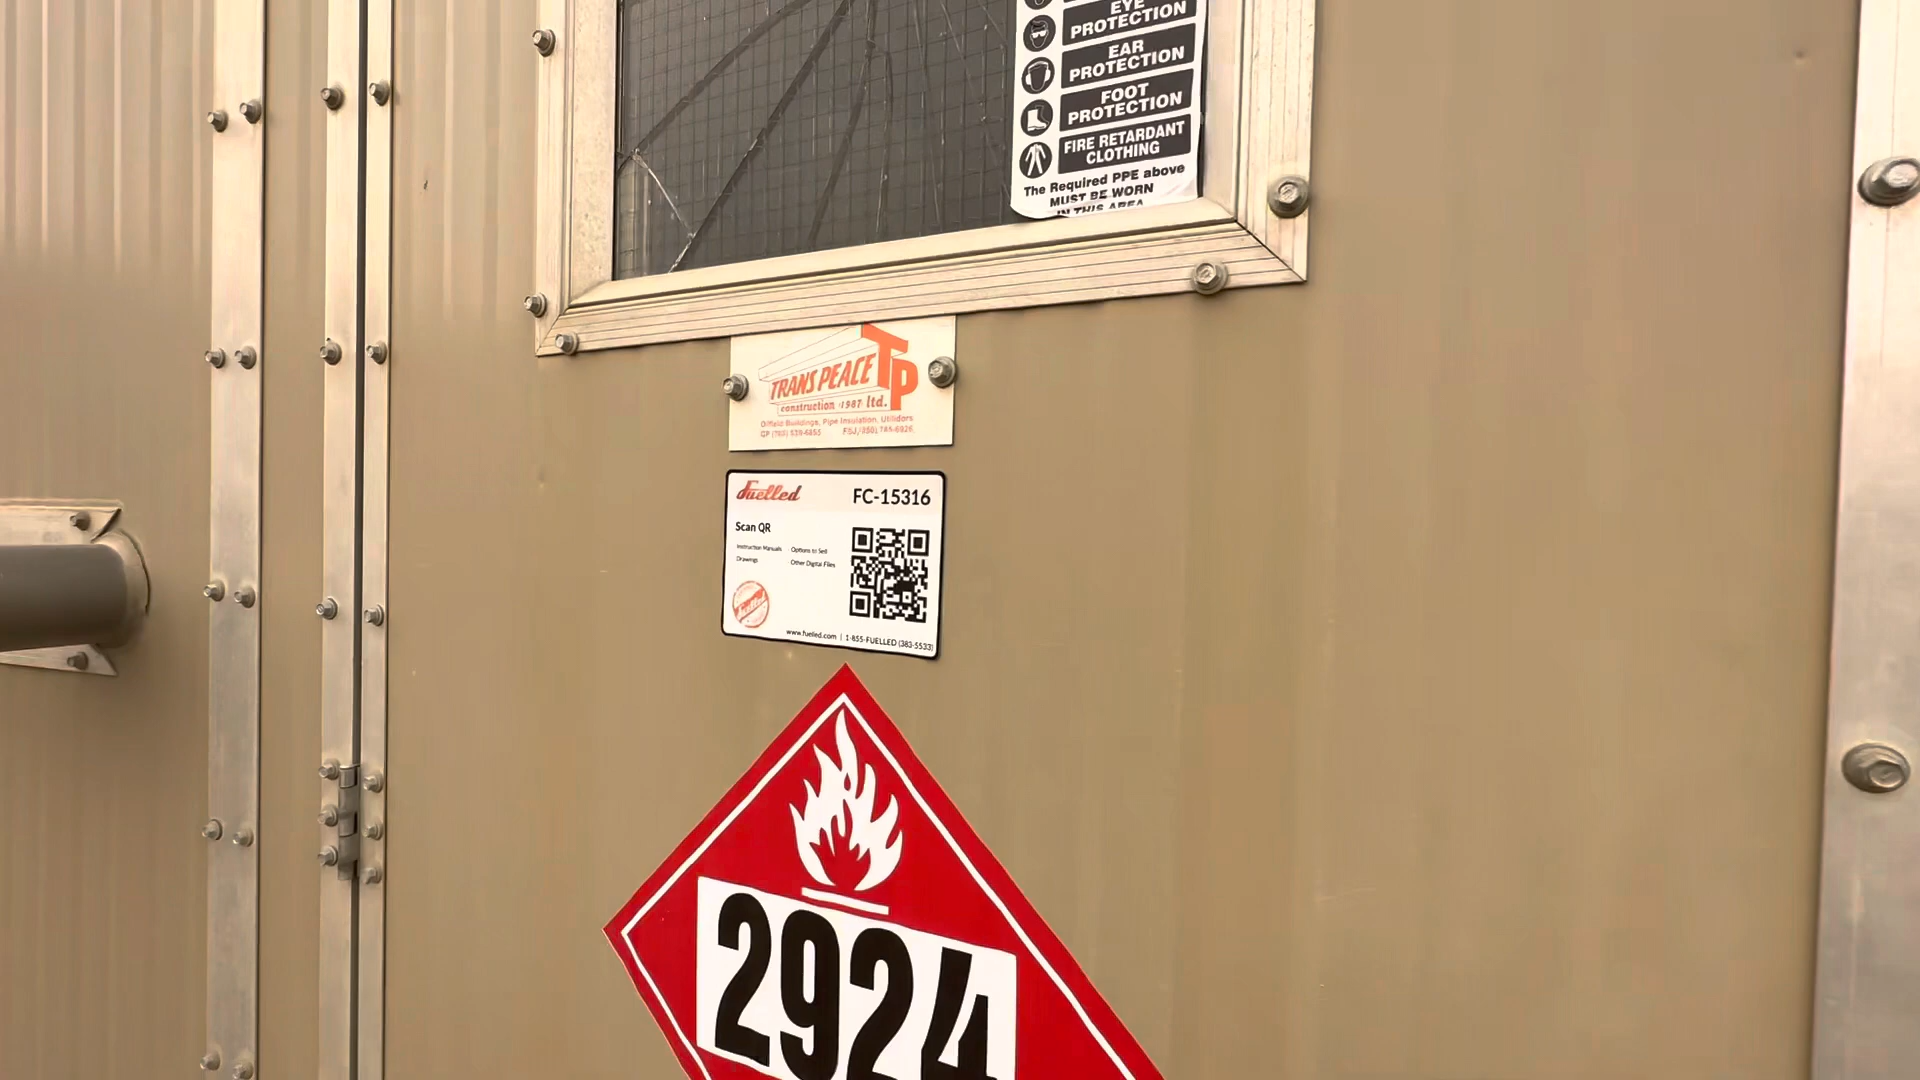 EYE
PROTECTION
EAR
PROTECTION
FOOT
PROTECTION
FIRE RETARDANT
CLOTHING
The Required PPE above
MUST BE WORN
IN THIS AREA
TP
TRANS PEACE
construction 1987 ltd.
Oilfield Buildings, Pipe Insulation, Utilidors
Fuelled
FC-15316
Scan QR
Instruction Manuals
Options to Sell
Drawings
Other Digital Files
Fuelled
www.fuelled.com | 1-855-FUELLED (383-5533)
2924